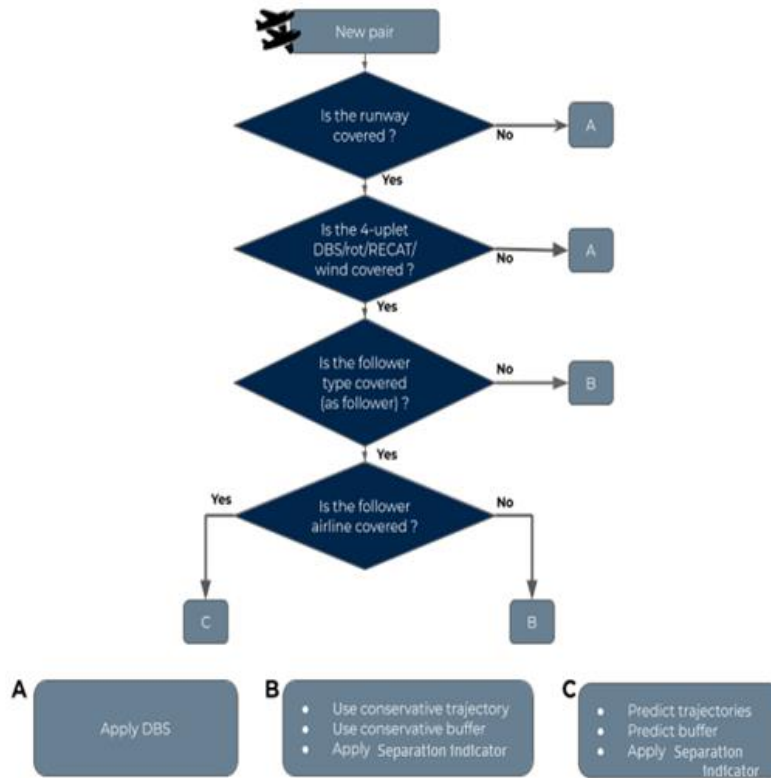 New pair
Is the runway
covered ?
No
A
Yes
Is the 4-uplet
DBS/rot/RECAT/
wind covered ?
No
A
Yes
Is the follower
type covered
(as follower) ?
No
B
Yes
Yes
Is the follower
airline covered ?
No
C
B
A
Apply DBS
B
• Use conservative trajectory
• Use conservative buffer
• Apply Separation Indicator
C
• Predict trajectories
• Predict buffer
• Apply Separation
Indicator